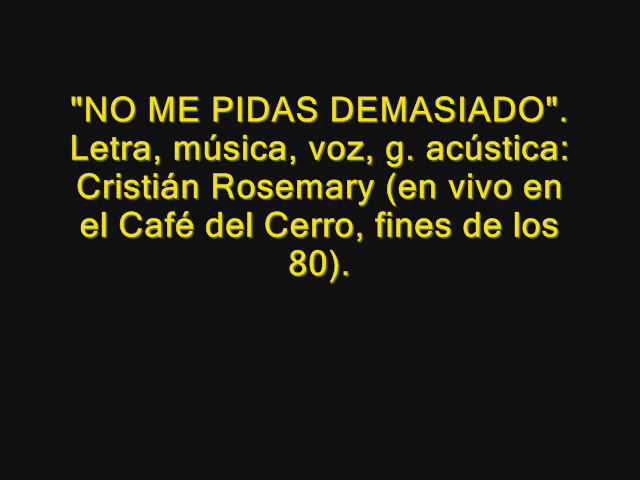 "NO ME PIDAS DEMASIADO".
Letra, música, voz, g. acústica:
Cristián Rosemary (en vivo en
el Café del Cerro, fines de los
80).